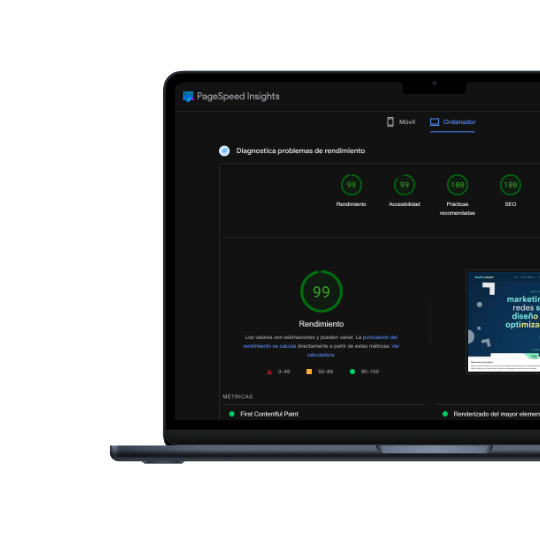 PageSpeed Insights
Móvil
Ordenador
Diagnostica problemas de rendimiento
99
99
100
100
Rendimiento
Accesibilidad
Prácticas
recomendadas
SEO
99
Rendimiento
Los valores son estimaciones y pueden variar. La puntuación del
rendimiento se calcula directamente a partir de estas métricas. Ver
calculadora.
0-49
50-89
90-100
MÉTRICAS
First Contentful Paint
Renderizado del mayor elemen
marketin
redes s
diseño
optimiza